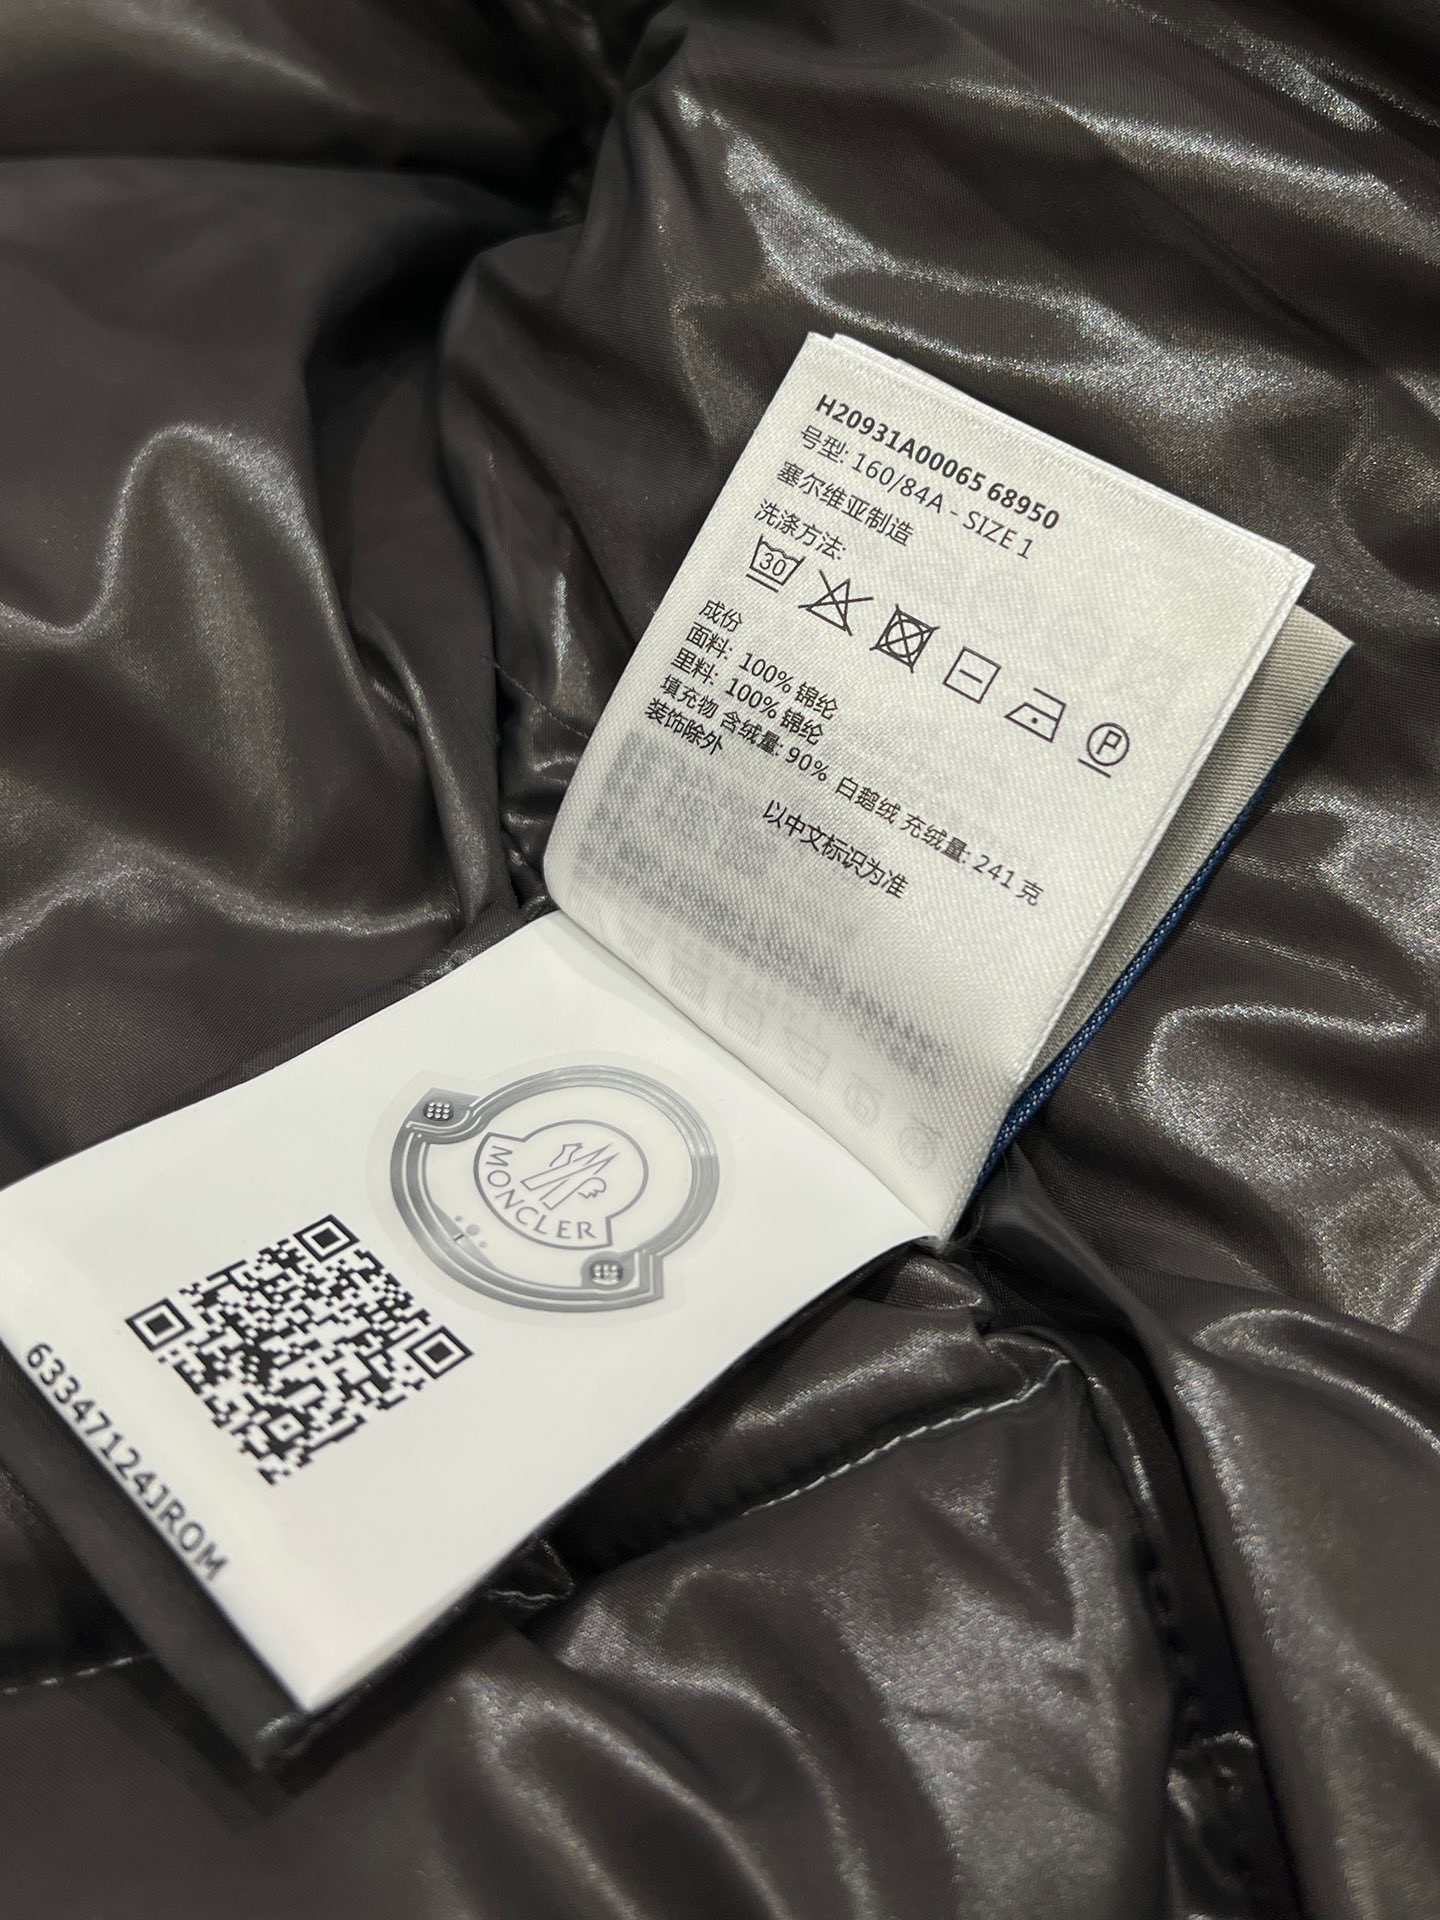 H20931A00065 68950
号型: 160/84A - SIZE 1
塞尔维亚制造
洗涤方法:
30
P
成份
面料: 100% 锦纶
里料: 100% 锦纶
填充物 含绒量: 90% 白鹅绒 充绒量: 241 克
装饰除外
以中文标识为准
MONCLER
63347124JROM